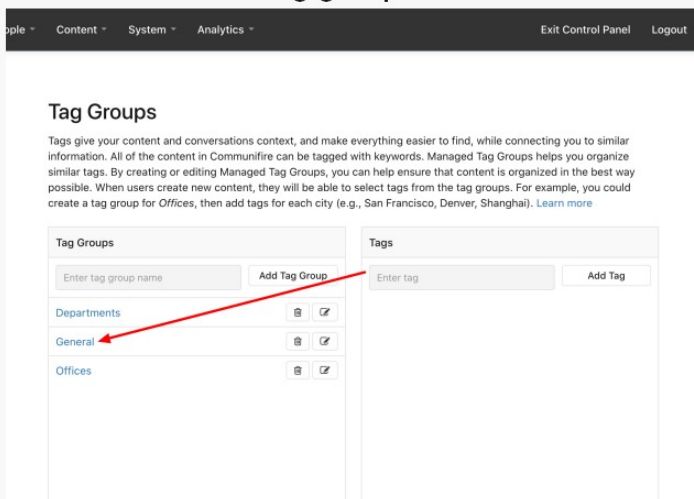 Content System Analytics Exit Control Panel Logout
Tag Groups
Tags give your content and conversations context, and make everything easier to find, while connecting you to similar
information. All of the content in Communifire can be tagged with keywords. Managed Tag Groups helps you organize
similar tags. By creating or editing Managed Tag Groups, you can help ensure that content is organized in the best way
possible. When users create new content, they will be able to select tags from the tag groups. For example, you could
create a tag group for Offices, then add tags for each city (e.g., San Francisco, Denver, Shanghai). Learn more
Tag Groups
Enter tag group name Add Tag Group
Departments
General
Offices
Tags
Enter tag Add Tag